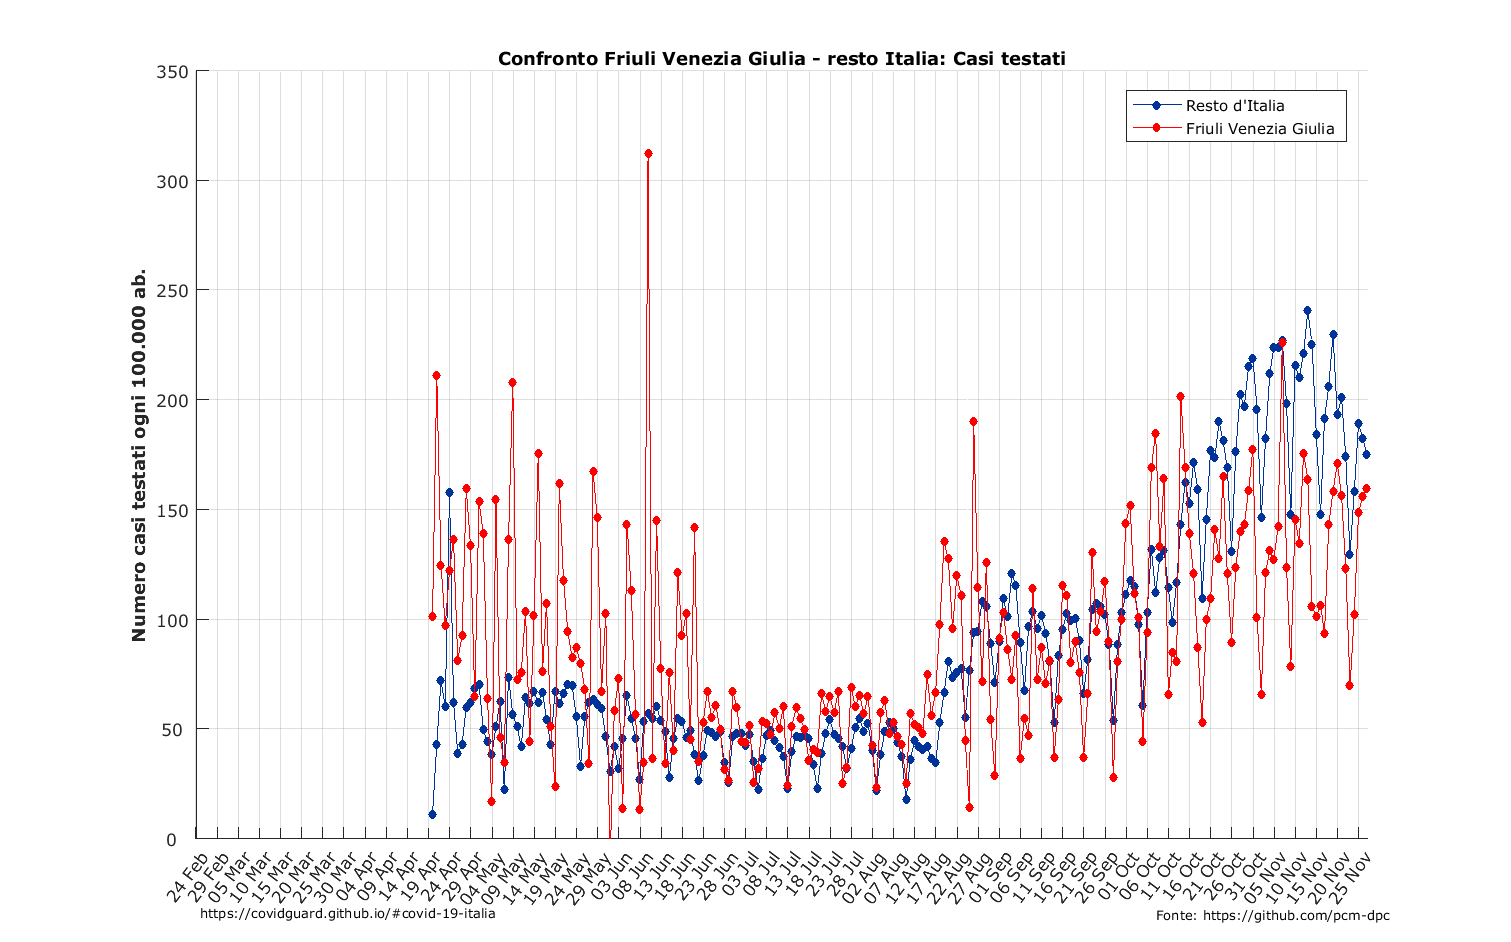 Confronto Friuli Venezia Giulia - resto Italia: Casi testati
Resto d'Italia
Friuli Venezia Giulia
Numero casi testati ogni 100.000 ab.
350
300
250
200
150
100
50
0
24 Feb
29 Feb
05 Mar
10 Mar
15 Mar
20 Mar
25 Mar
30 Mar
04 Apr
09 Apr
14 Apr
19 Apr
24 Apr
29 Apr
04 May
09 May
14 May
19 May
24 May
29 May
03 Jun
08 Jun
13 Jun
18 Jun
23 Jun
28 Jun
03 Jul
08 Jul
13 Jul
18 Jul
23 Jul
28 Jul
02 Aug
07 Aug
12 Aug
17 Aug
22 Aug
27 Aug
01 Sep
06 Sep
11 Sep
16 Sep
21 Sep
26 Sep
01 Oct
06 Oct
11 Oct
16 Oct
21 Oct
26 Oct
31 Oct
05 Nov
10 Nov
15 Nov
20 Nov
25 Nov
https://covidguard.github.io/#covid-19-italia
Fonte: https://github.com/pcm-dpc